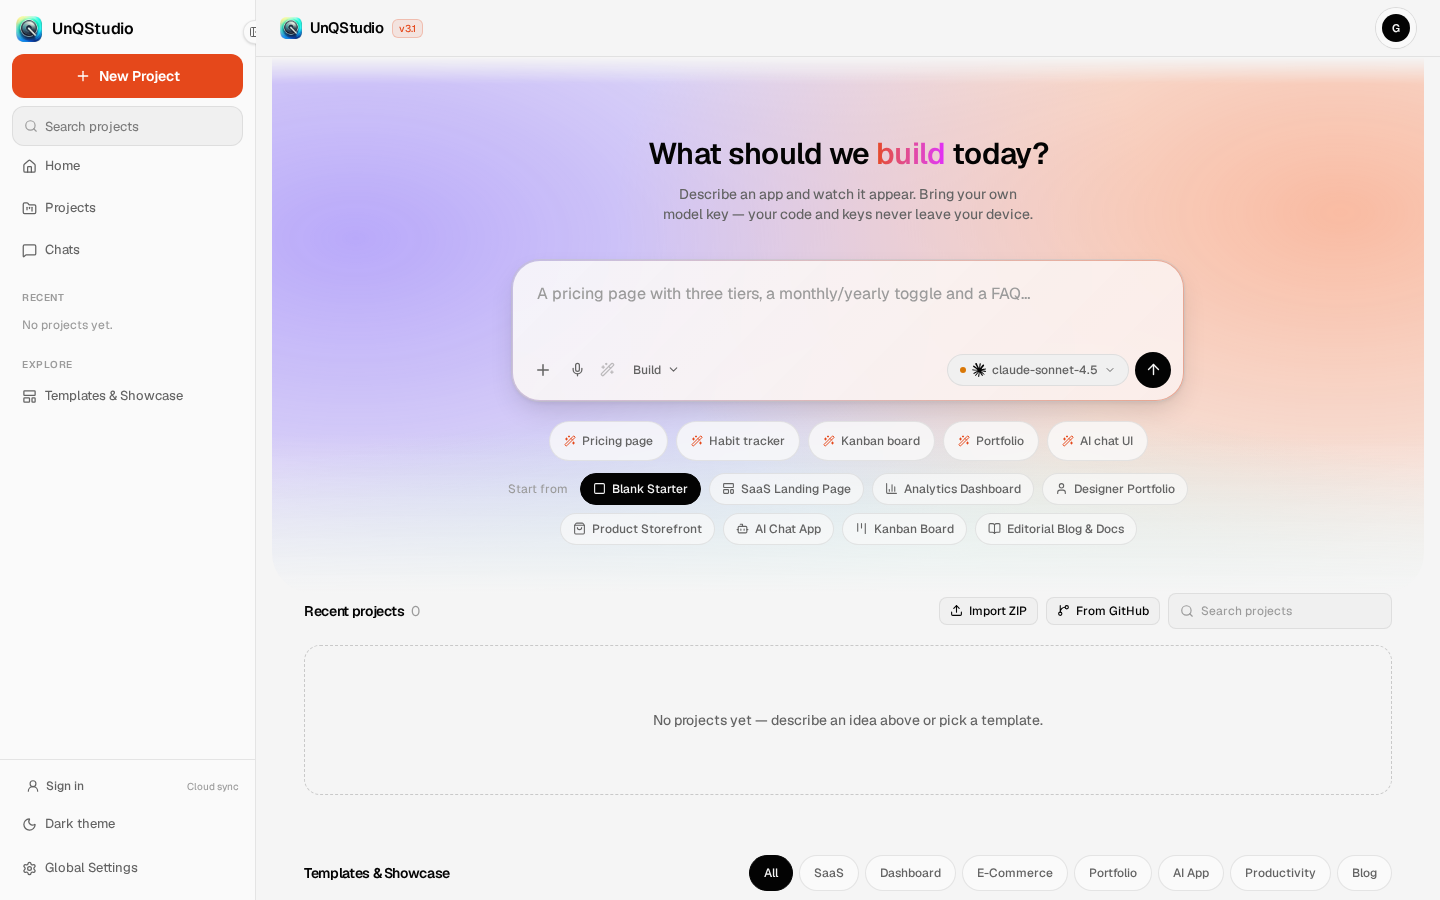 UnQStudio
New Project
Search projects
Home
Projects
Chats
RECENT
No projects yet.
EXPLORE
Templates & Showcase
Sign in
Cloud sync
Dark theme
Global Settings
UnQStudio v3.1
G
What should we build today?
Describe an app and watch it appear. Bring your own
model key — your code and keys never leave your device.
A pricing page with three tiers, a monthly/yearly toggle and a FAQ...
Build
claude-sonnet-4.5
Pricing page
Habit tracker
Kanban board
Portfolio
AI chat UI
Start from
Blank Starter
SaaS Landing Page
Analytics Dashboard
Designer Portfolio
Product Storefront
AI Chat App
Kanban Board
Editorial Blog & Docs
Recent projects 0
Import ZIP
From GitHub
Search projects
No projects yet — describe an idea above or pick a template.
Templates & Showcase
All
SaaS
Dashboard
E-Commerce
Portfolio
AI App
Productivity
Blog